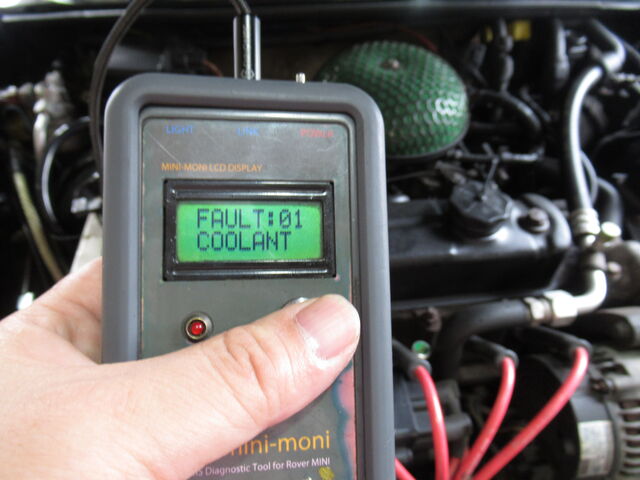 LIGHT LINK POWER
MINI-MONI LCD DISPLAY
FAULT:01
COOLANT
mini-moni
Diagnostic Tool for Rover MINI